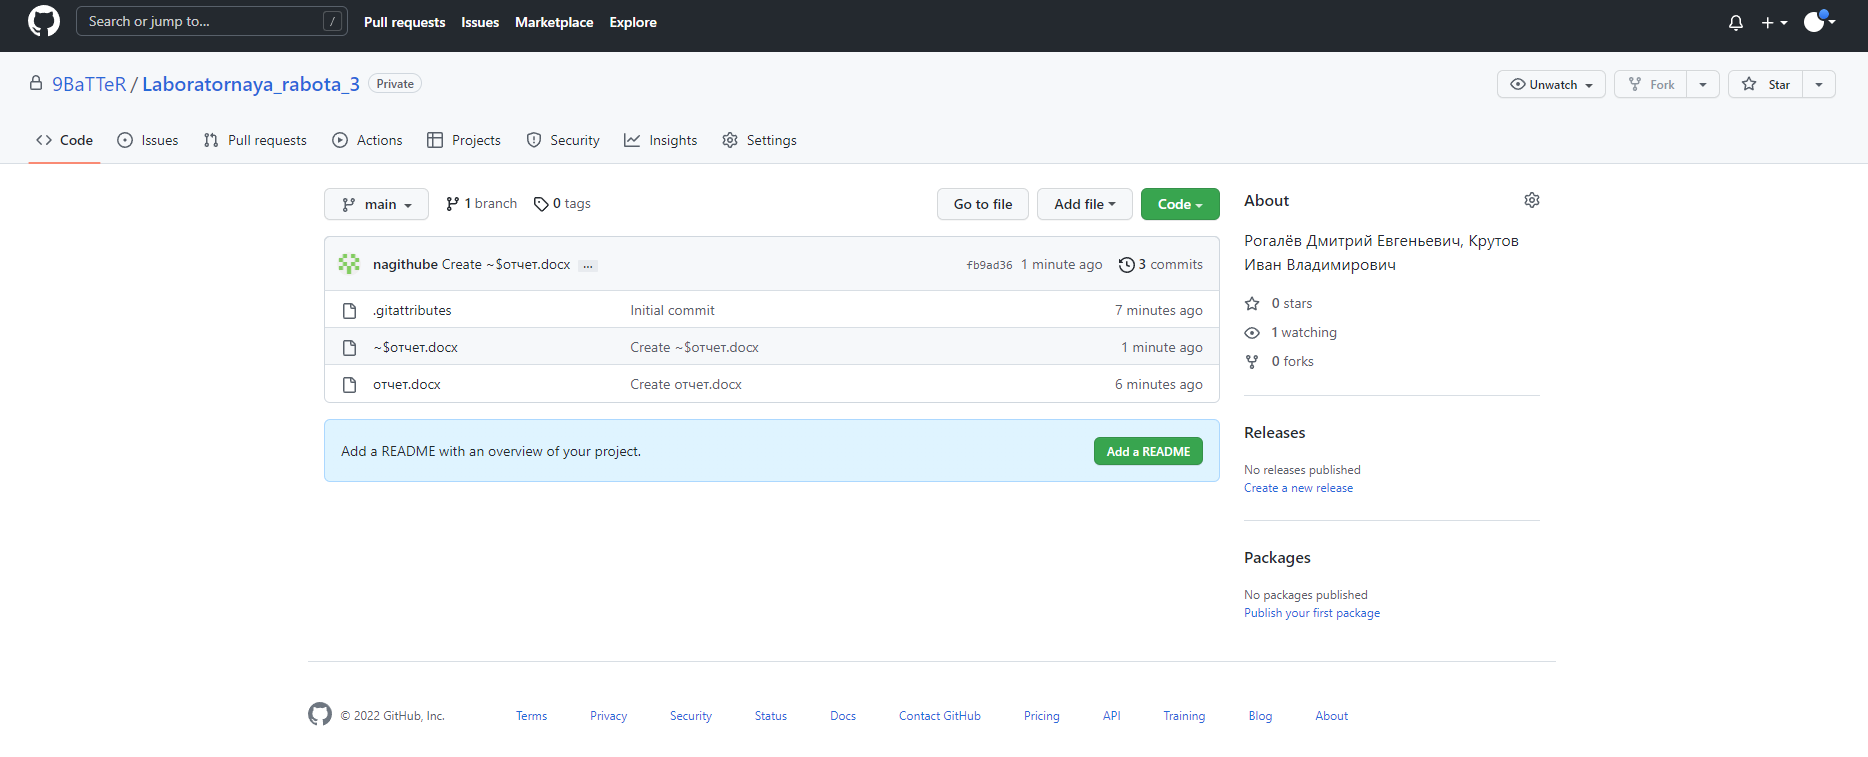 Search or jump to... /
Pull requests Issues Marketplace Explore
9BaTTeR / Laboratornaya_rabota_3 Private
Unwatch Fork Star
Code Issues Pull requests Actions Projects Security Insights Settings
main 1 branch 0 tags
Go to file Add file Code
nagithube Create ~$отчет.docx ... fb9ad36 1 minute ago 3 commits
.gitattributes Initial commit 7 minutes ago
~$отчет.docx Create ~$отчет.docx 1 minute ago
отчет.docx Create отчет.docx 6 minutes ago
Add a README with an overview of your project. Add a README
About
Рогалёв Дмитрий Евгеньевич, Крутов
Иван Владимирович
0 stars
1 watching
0 forks
Releases
No releases published
Create a new release
Packages
No packages published
Publish your first package
© 2022 GitHub, Inc. Terms Privacy Security Status Docs Contact GitHub Pricing API Training Blog About